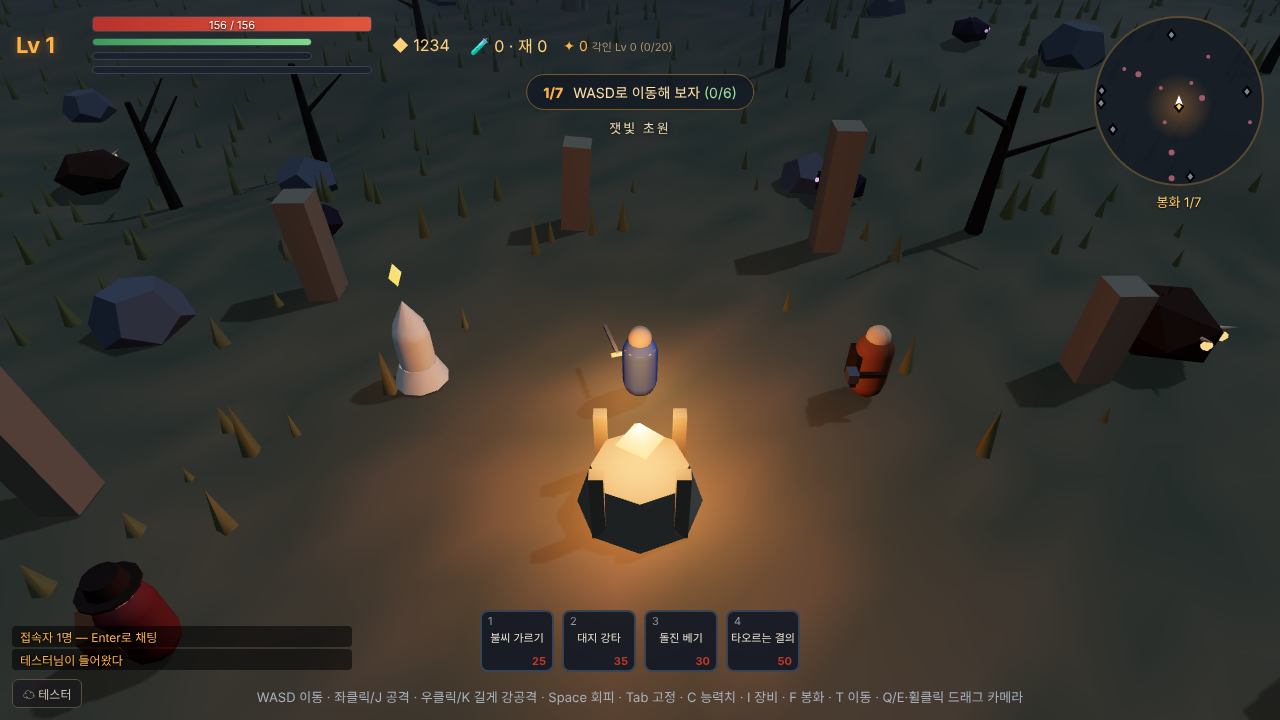 Lv 1
156 / 156
1234
0 · 재 0
✦ 0 각인 Lv 0 (0/20)
1/7 WASD로 이동해 보자 (0/6)
잿빛 초원
봉화 1/7
1
불씨 가르기
25
2
대지 강타
35
3
돌진 베기
30
4
타오르는 결의
50
접속자 1명 — Enter로 채팅
테스터님이 들어왔다
테스터
WASD 이동 · 좌클릭/J 공격 · 우클릭/K 길게 강공격 · Space 회피 · Tab 고정 · C 능력치 · I 장비 · F 봉화 · T 이동 · Q/E·휠클릭 드래그 카메라